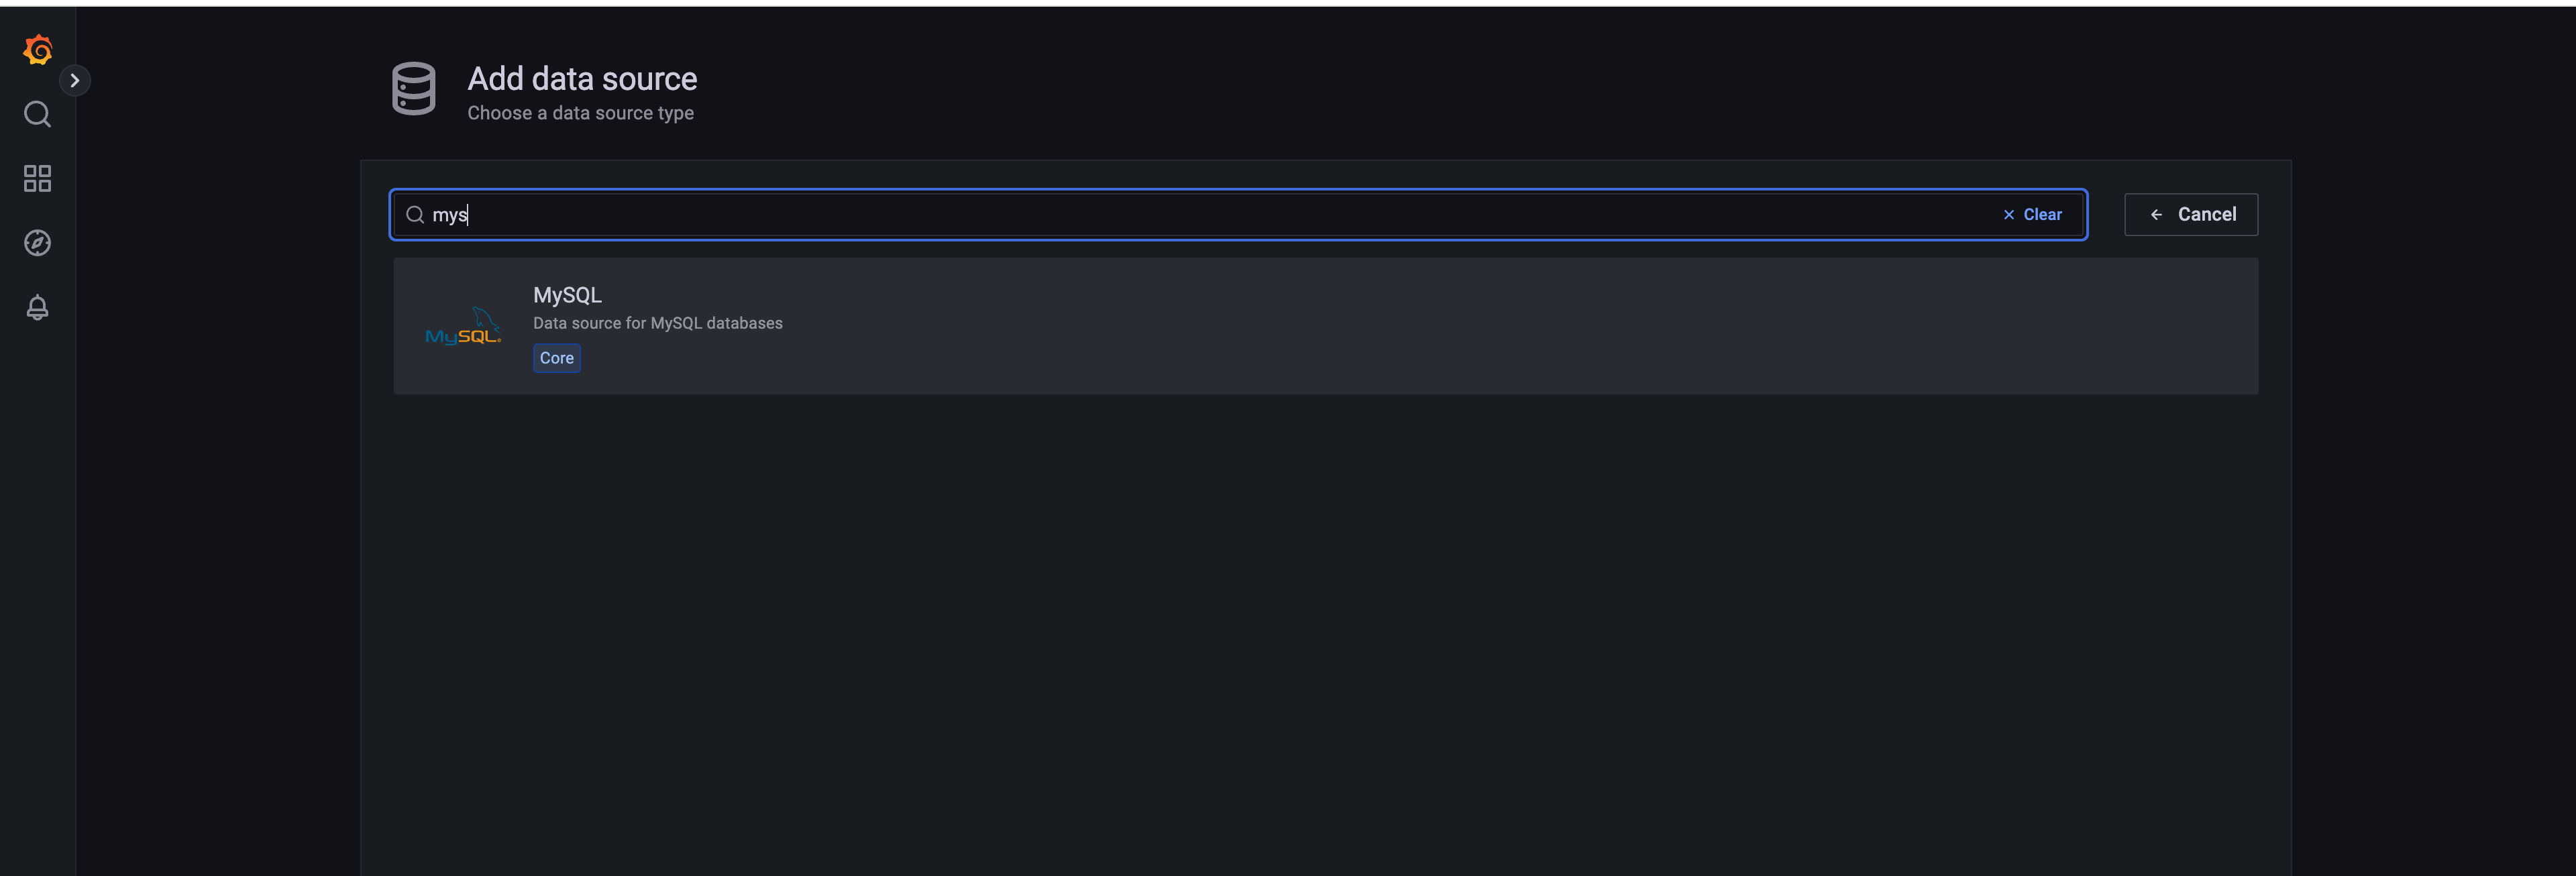 Add data source
Choose a data source type
mys
Clear
Cancel
MySQL
Data source for MySQL databases
MySQL
Core